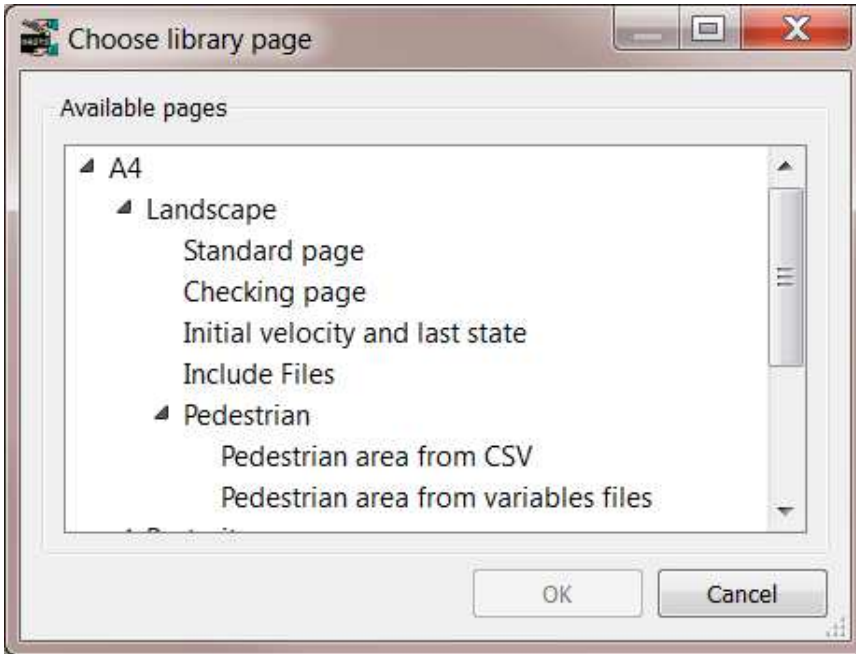 Choose library page
Available pages
A4
Landscape
Standard page
Checking page
Initial velocity and last state
Include Files
Pedestrian
Pedestrian area from CSV
Pedestrian area from variables files
OK
Cancel